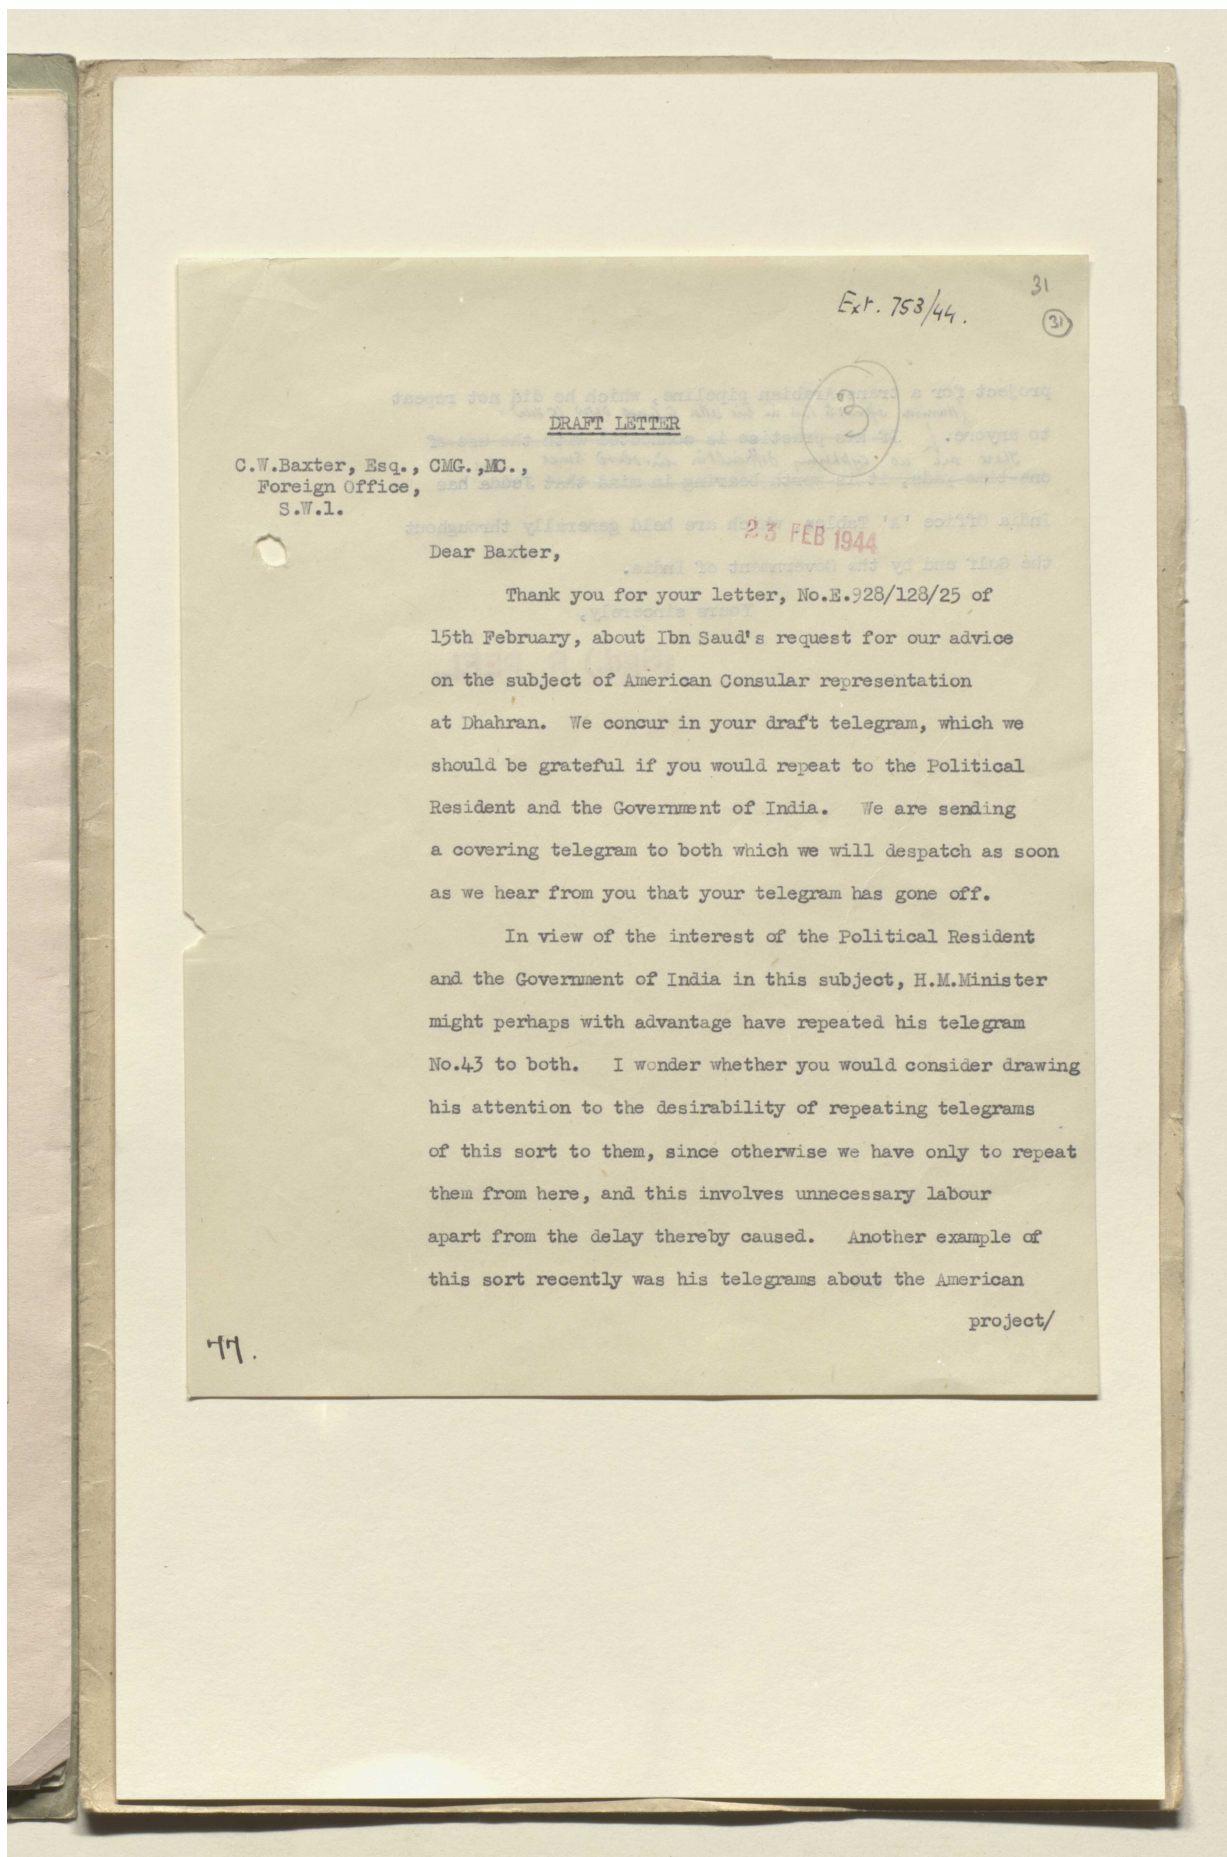 31
Ext. 753/44.
31
3
DRAFT LETTER
C.W.Baxter, Esq., CMG.,MC.,
Foreign Office,
S.W.1.
23 FEB 1944
Dear Baxter,
Thank you for your letter, No.E.928/128/25 of
15th February, about Ibn Saud's request for our advice
on the subject of American Consular representation
at Dhahran. We concur in your draft telegram, which we
should be grateful if you would repeat to the Political
Resident and the Government of India. We are sending
a covering telegram to both which we will despatch as soon
as we hear from you that your telegram has gone off.
In view of the interest of the Political Resident
and the Government of India in this subject, H.M.Minister
might perhaps with advantage have repeated his telegram
No.43 to both. I wonder whether you would consider drawing
his attention to the desirability of repeating telegrams
of this sort to them, since otherwise we have only to repeat
them from here, and this involves unnecessary labour
apart from the delay thereby caused. Another example of
this sort recently was his telegrams about the American
project/
77.